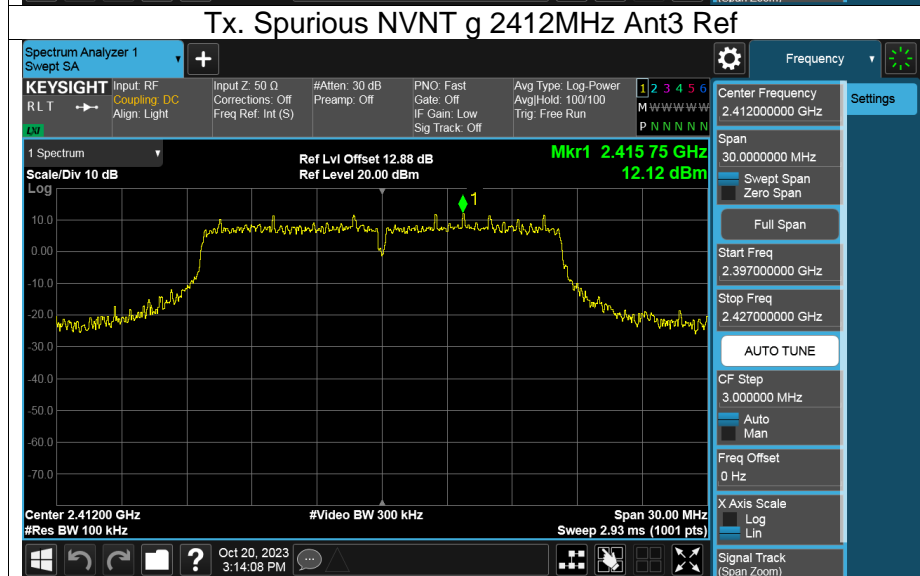 (Span Zoom)
Tx. Spurious NVNT g 2412MHz Ant3 Ref
Spectrum Analyzer 1
Swept SA
+
Frequency
KEYSIGHT
RLT
LXI
Input: RF
Coupling: DC
Align: Light
Input Z: 50 Ω
Corrections: Off
Freq Ref: Int (S)
#Atten: 30 dB
Preamp: Off
PNO: Fast
Gate: Off
IF Gain: Low
Sig Track: Off
Avg Type: Log-Power
Avg|Hold: 100/100
Trig: Free Run
1 2 3 4 5 6
M W W W W W
P N N N N N
1 Spectrum
Scale/Div 10 dB
Ref Lvl Offset 12.88 dB
Ref Level 20.00 dBm
Mkr1 2.415 75 GHz
12.12 dBm
Log
1
10.0
0.00
-10.0
-20.0
-30.0
-40.0
-50.0
-60.0
-70.0
Center 2.41200 GHz
#Res BW 100 kHz
#Video BW 300 kHz
Span 30.00 MHz
Sweep 2.93 ms (1001 pts)
Center Frequency
2.412000000 GHz
Settings
Span
30.0000000 MHz
Swept Span
Zero Span
Full Span
Start Freq
2.397000000 GHz
Stop Freq
2.427000000 GHz
AUTO TUNE
CF Step
3.000000 MHz
Auto
Man
Freq Offset
0 Hz
X Axis Scale
Log
Lin
Signal Track
(Span Zoom)
?
Oct 20, 2023
3:14:08 PM